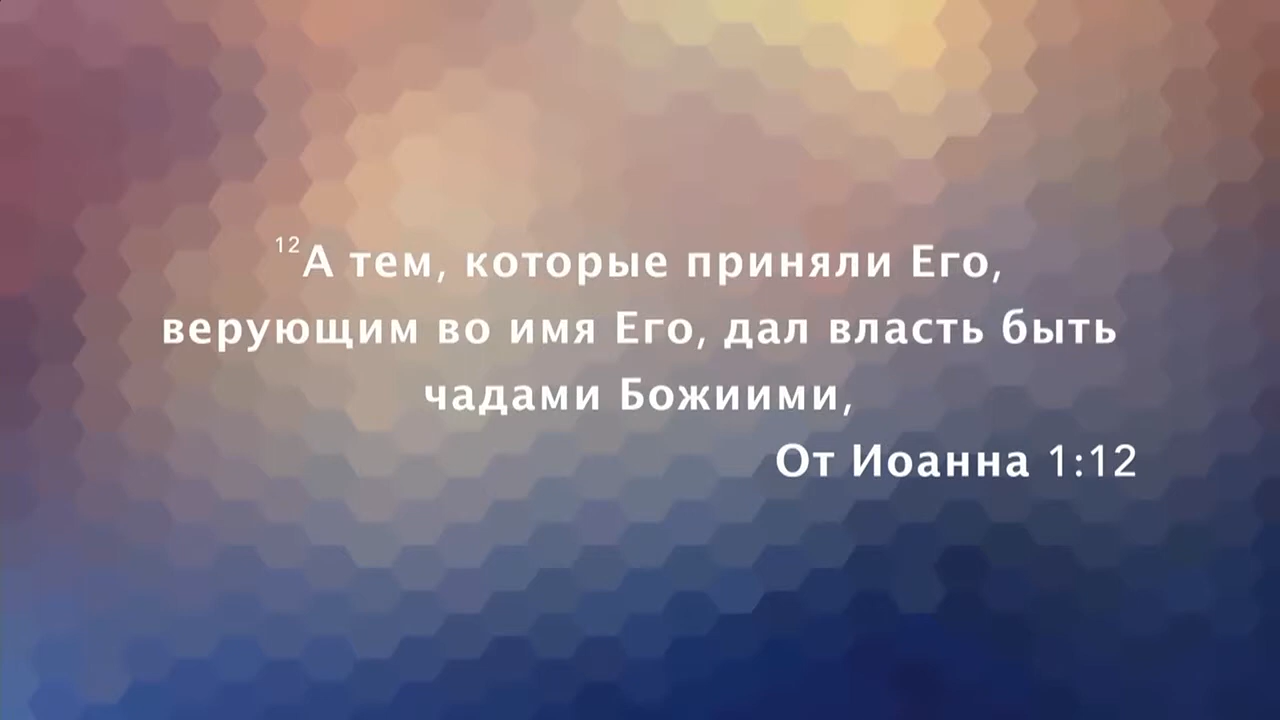 12А тем, которые приняли Его,
верующим во имя Его, дал власть быть
чадами Божиими,
От Иоанна 1:12